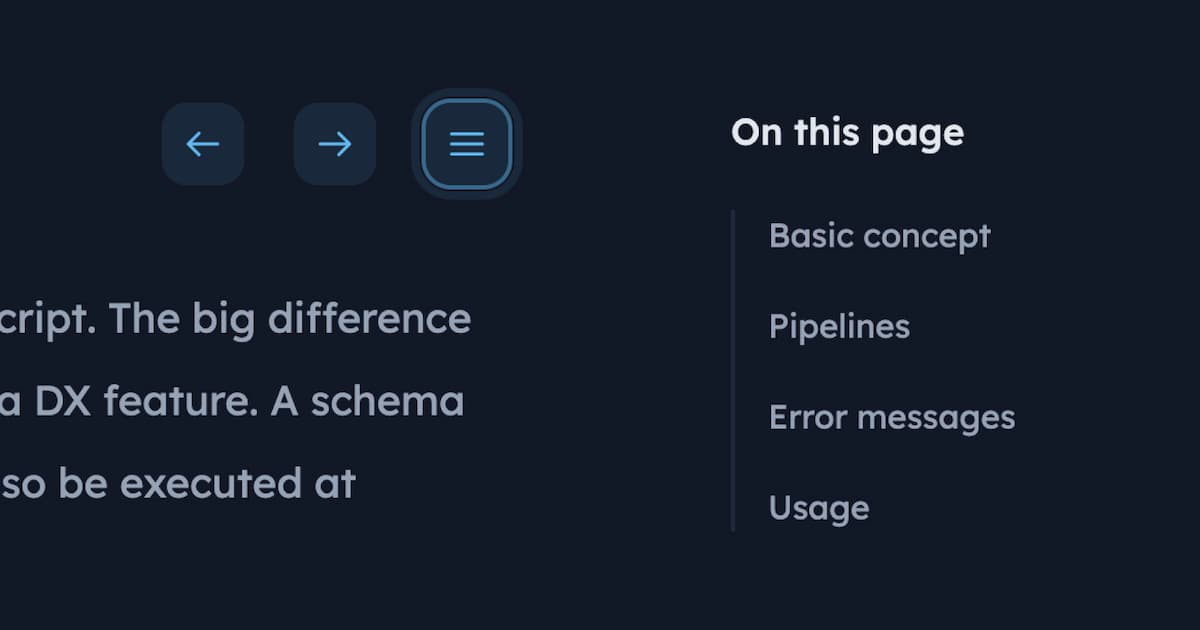 On this page
Basic concept
Pipelines
Error messages
Usage
cript. The big difference
a DX feature. A schema
so be executed at